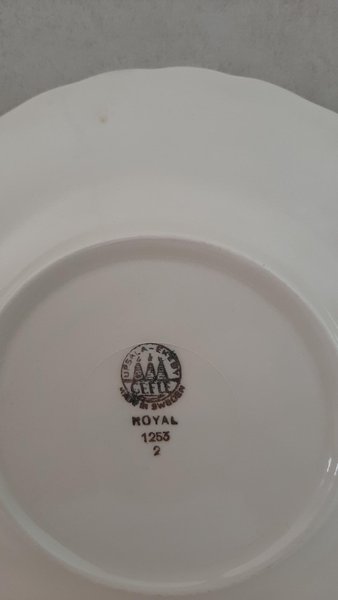 UPSALA-EKEBY
GEFLE
MADE IN SWEDEN
ROYAL
1253
2